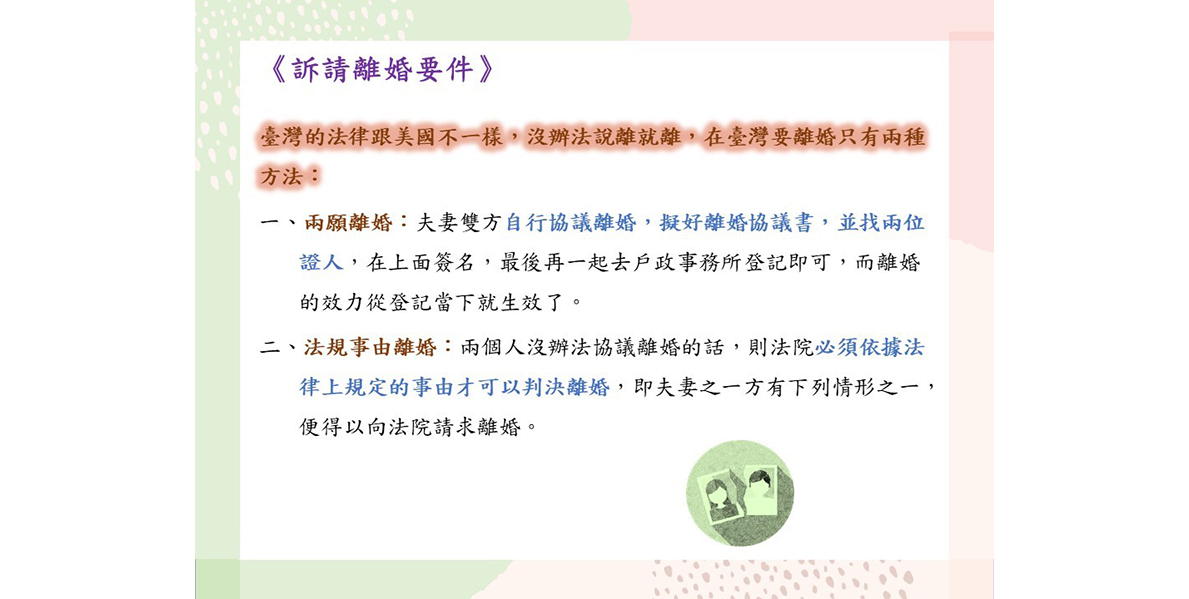 《訴請離婚要件》
臺灣的法律跟美國不一樣，沒辦法說離就離，在臺灣要離婚只有兩種
方法：
一、兩願離婚：夫妻雙方自行協議離婚，擬好離婚協議書，並找兩位
證人，在上面簽名，最後再一起去戶政事務所登記即可，而離婚
的效力從登記當下就生效了。
二、法規事由離婚：兩個人沒辦法協議離婚的話，則法院必須依據法
律上規定的事由才可以判決離婚，即夫妻之一方有下列情形之一，
便得以向法院請求離婚。